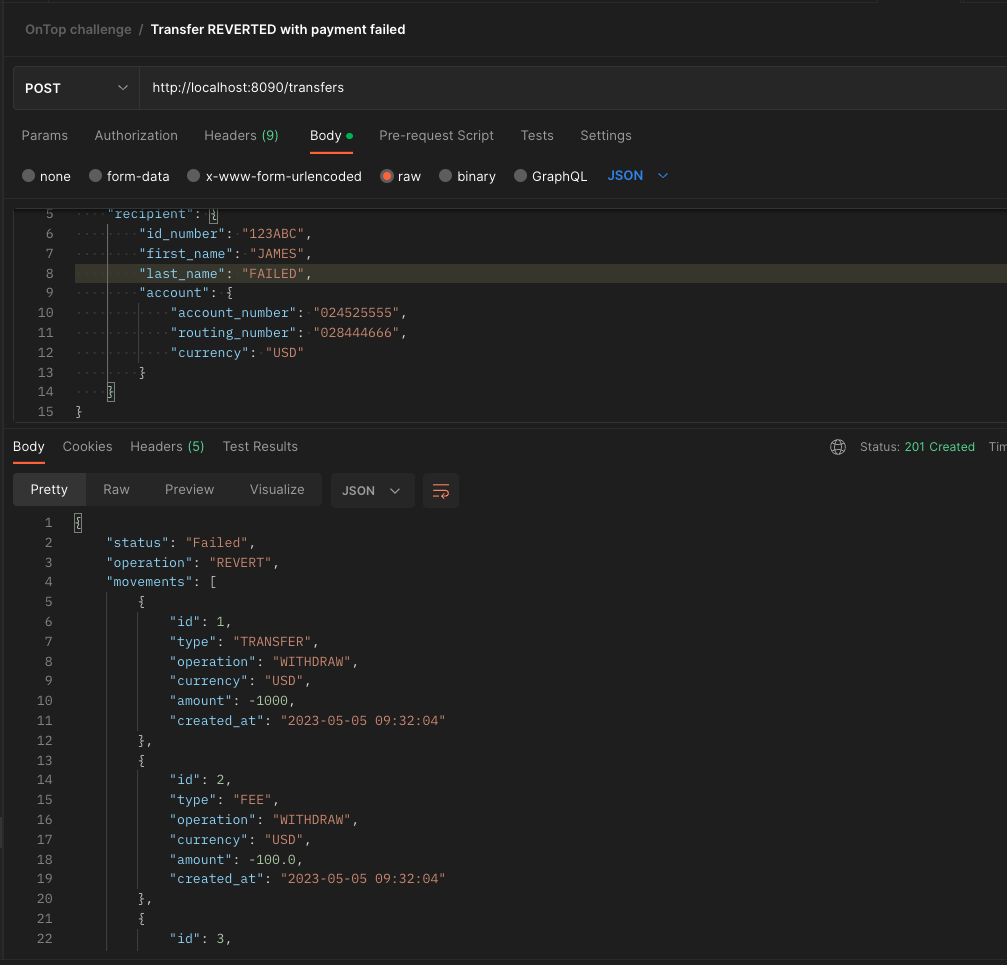 OnTop challenge / Transfer REVERTED with payment failed
POST http://localhost:8090/transfers
Params Authorization Headers (9) Body Pre-request Script Tests Settings
none form-data x-www-form-urlencoded raw binary GraphQL JSON
5 "recipient": {
6 "id_number": "123ABC",
7 "first_name": "JAMES",
8 "last_name": "FAILED",
9 "account": {
10 "account_number": "024525555",
11 "routing_number": "028444666",
12 "currency": "USD"
13 }
14 }
15 }
Body Cookies Headers (5) Test Results Status: 201 Created Tim
Pretty Raw Preview Visualize JSON
1 {
2 "status": "Failed",
3 "operation": "REVERT",
4 "movements": [
5 {
6 "id": 1,
7 "type": "TRANSFER",
8 "operation": "WITHDRAW",
9 "currency": "USD",
10 "amount": -1000,
11 "created_at": "2023-05-05 09:32:04"
12 },
13 {
14 "id": 2,
15 "type": "FEE",
16 "operation": "WITHDRAW",
17 "currency": "USD",
18 "amount": -100.0,
19 "created_at": "2023-05-05 09:32:04"
20 },
21 {
22 "id": 3,